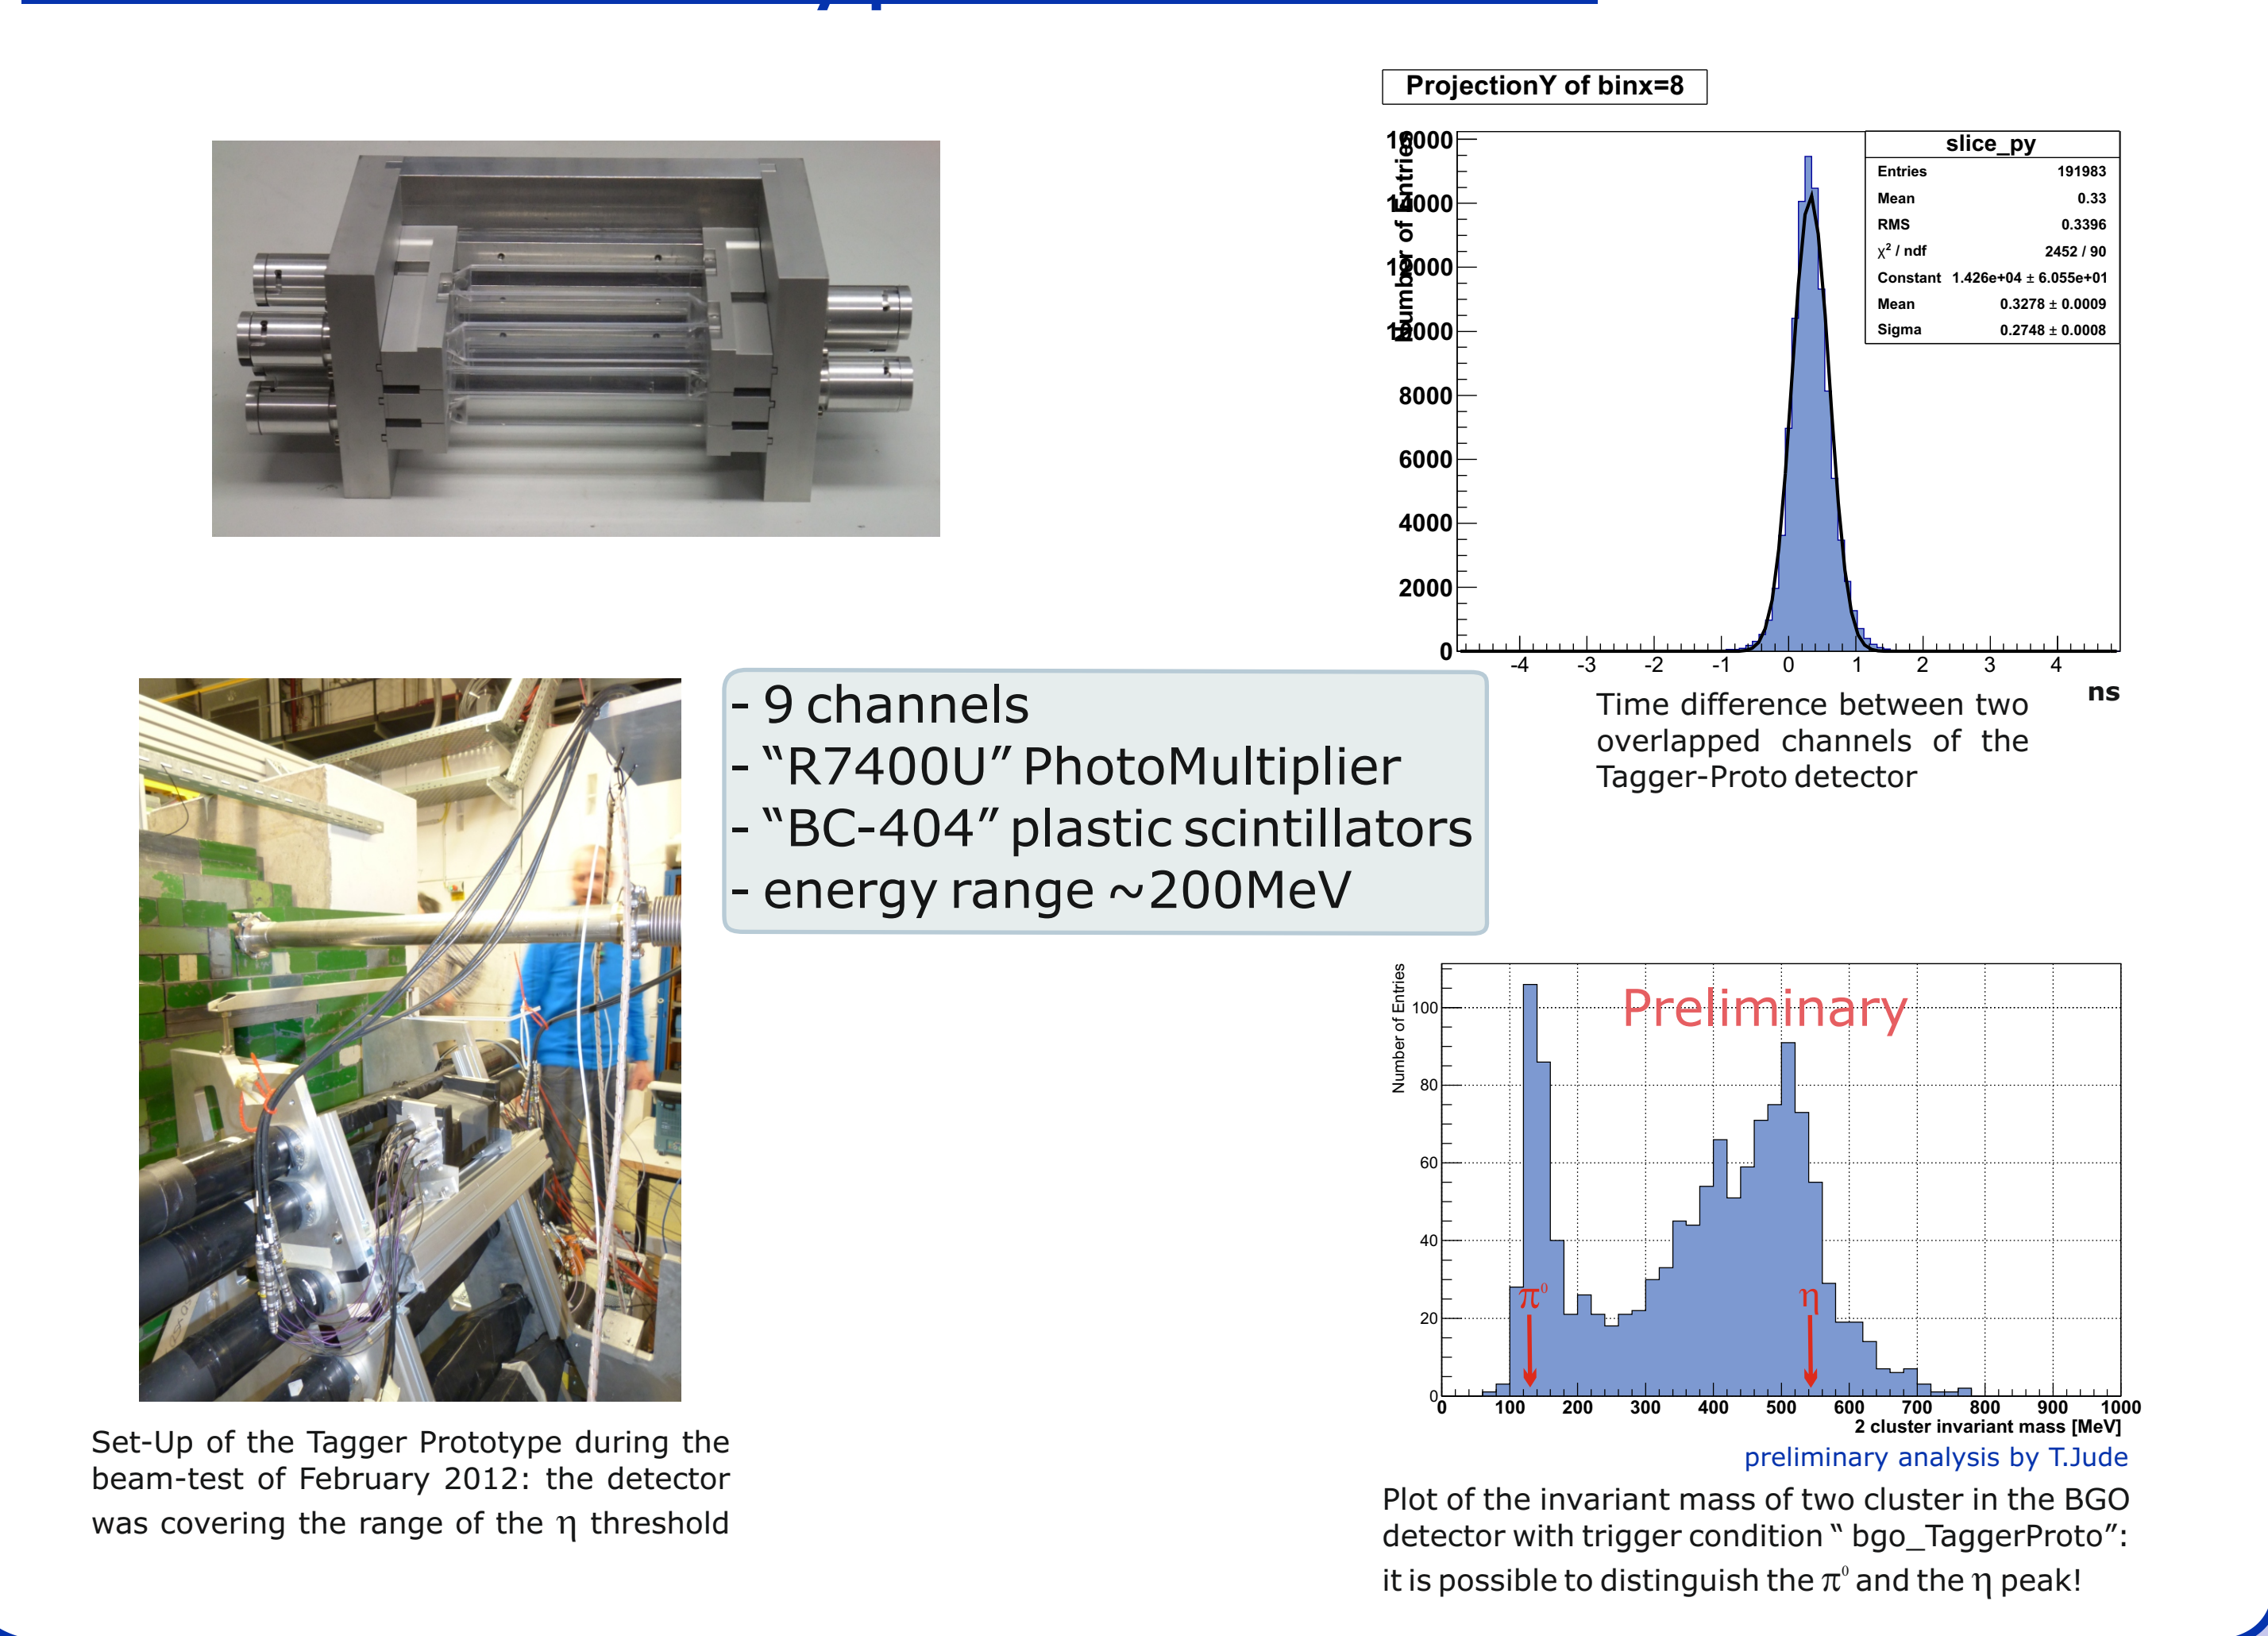 ProjectionY of binx=8
Number of Entries
16000
14000
12000
10000
8000
6000
4000
2000
0
slice_py
Entries 191983
Mean 0.33
RMS 0.3396
χ² / ndf 2452 / 90
Constant 1.426e+04 ± 6.055e+01
Mean 0.3278 ± 0.0009
Sigma 0.2748 ± 0.0008
-4 -3 -2 -1 0 1 2 3 4
ns
Time difference between two
overlapped channels of the
Tagger-Proto detector
- 9 channels
- “R7400U” PhotoMultiplier
- “BC-404” plastic scintillators
- energy range ~200MeV
Set-Up of the Tagger Prototype during the
beam-test of February 2012: the detector
was covering the range of the η threshold
Number of Entries
100
80
60
40
20
0
Preliminary
π⁰
η
0 100 200 300 400 500 600 700 800 900 1000
2 cluster invariant mass [MeV]
preliminary analysis by T.Jude
Plot of the invariant mass of two cluster in the BGO
detector with trigger condition “ bgo_TaggerProto”:
it is possible to distinguish the π⁰ and the η peak!